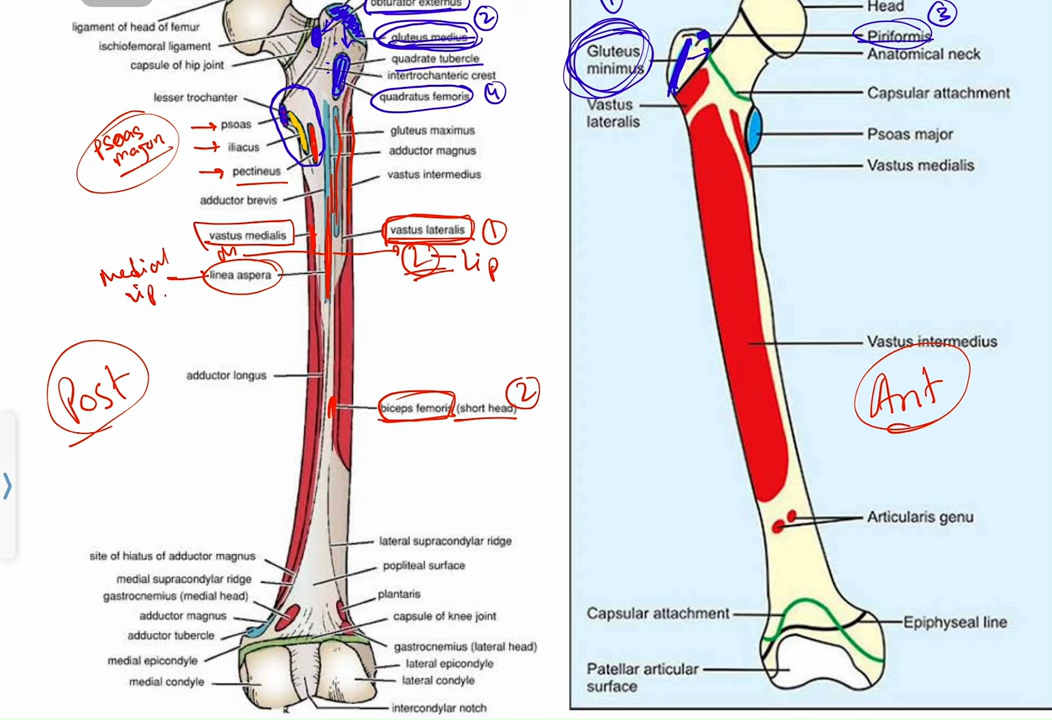 obturator externus
ligament of head of femur
②
gluteus medius
ischiofemoral ligament
quadrate tubercle
capsule of hip joint
intertrochanteric crest
quadratus femoris
④
lesser trochanter
psoas
gluteus maximus
Psoas
major
iliacus
adductor magnus
pectineus
vastus intermedius
adductor brevis
vastus medialis
vastus lateralis
①
M
2
Lip
medial
lip.
linea aspera
Post
adductor longus
biceps femoris (short head)
②
lateral supracondylar ridge
site of hiatus of adductor magnus
popliteal surface
medial supracondylar ridge
gastrocnemius (medial head)
plantaris
adductor magnus
capsule of knee joint
adductor tubercle
gastrocnemius (lateral head)
medial epicondyle
lateral epicondyle
medial condyle
lateral condyle
intercondylar notch
Head
③
Piriformis
Gluteus
minimus
Anatomical neck
Capsular attachment
Vastus
lateralis
Psoas major
Vastus medialis
Vastus intermedius
Ant
Articularis genu
Capsular attachment
Epiphyseal line
Patellar articular
surface